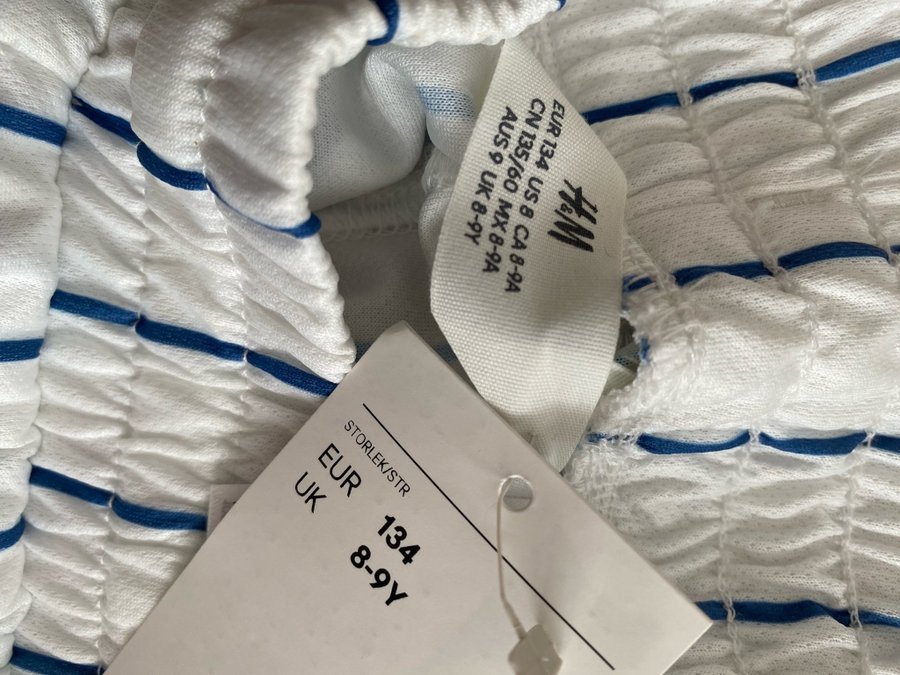 H&M
EUR 134 US 8 CA 8-9A
CN 135/60 MX 8-9A
AUS 9 UK 8-9Y
STORLEK/STR
EUR 134
UK 8-9Y